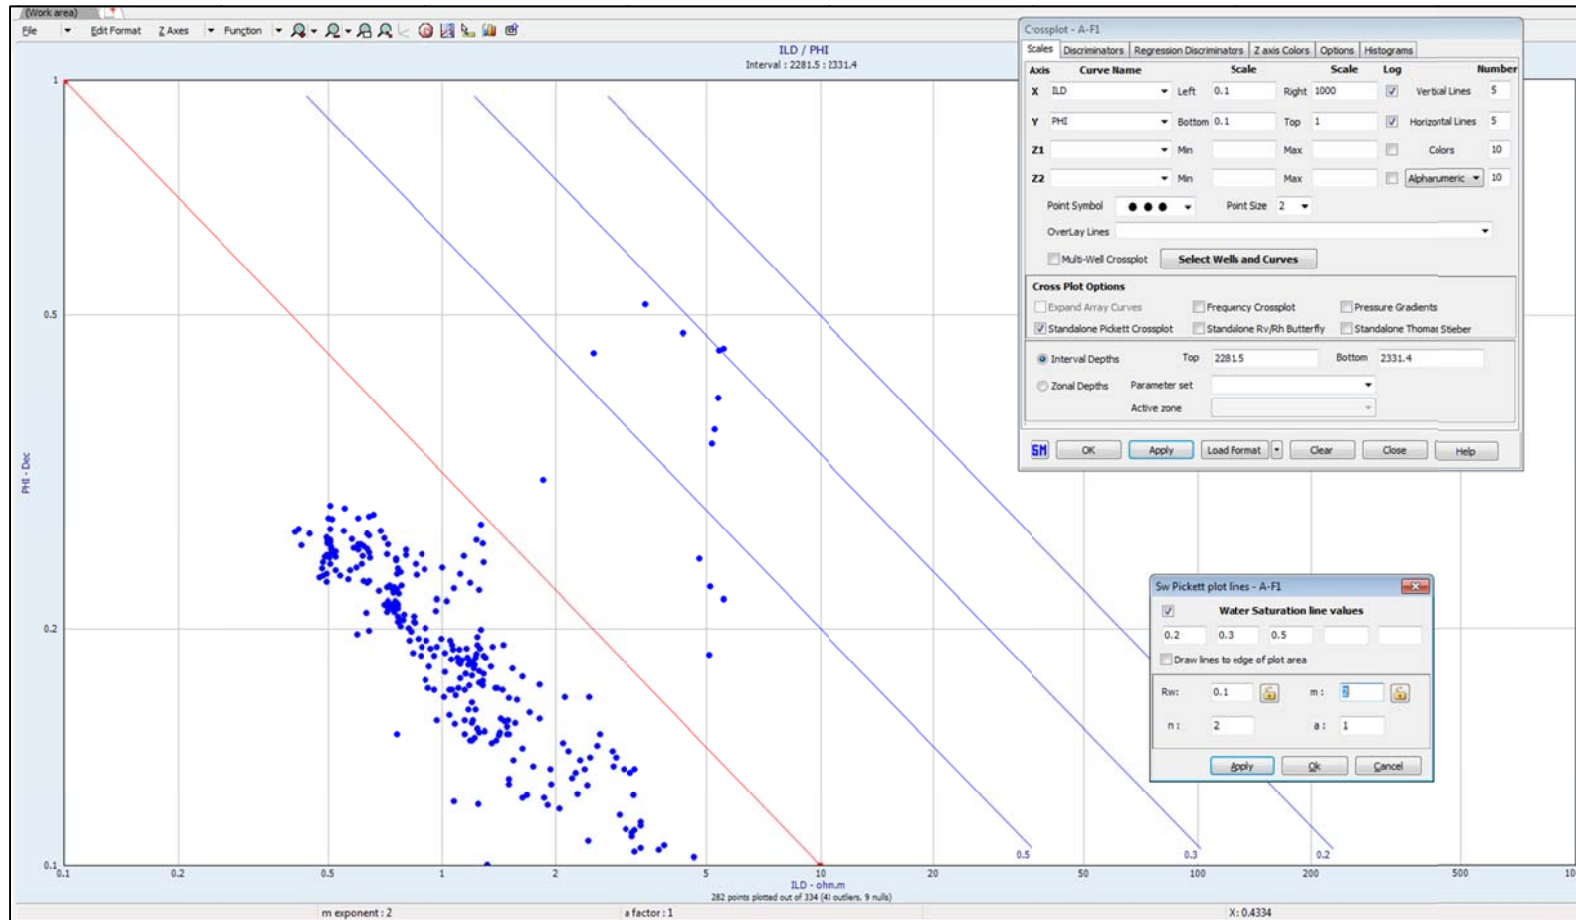 (Work area)
File Edit Format Z Axes Function
ILD / PHI
Interval : 2281.5 : 2331.4
1
0.5
0.2
0.1
PHI - Dec
0.5
0.3
0.2
0.1 0.2 0.5 1 2 5 10 20 50 100 200 500
ILD - ohm.m
282 points plotted out of 334 (43 outliers, 9 nulls)
m exponent : 2 a factor : 1 X: 0.4334
Crossplot - A-F1
Scales Discriminators Regression Discriminators Z axis Colors Options Histograms
Axis Curve Name Scale Scale Log Number
X ILD Left 0.1 Right 1000 Vertical Lines 5
Y PHI Bottom 0.1 Top 1 Horizontal Lines 5
Z1 Min Max Colors 10
Z2 Min Max Alphanumeric 10
Point Symbol Point Size 2
OverLay Lines
Multi-Well Crossplot Select Wells and Curves
Cross Plot Options
Expand Array Curves Frequency Crossplot Pressure Gradients
Standalone Pickett Crossplot Standalone Rv/Rh Butterfly Standalone Thomas Stieber
Interval Depths Top 2281.5 Bottom 2331.4
Zonal Depths Parameter set
Active zone
SM OK Apply Load Format Clear Close Help
Sw Pickett plot lines - A-F1
Water Saturation line values
0.2 0.3 0.5
Draw lines to edge of plot area
Rw: 0.1 m : 2
n : 2 a : 1
Apply Ok Cancel